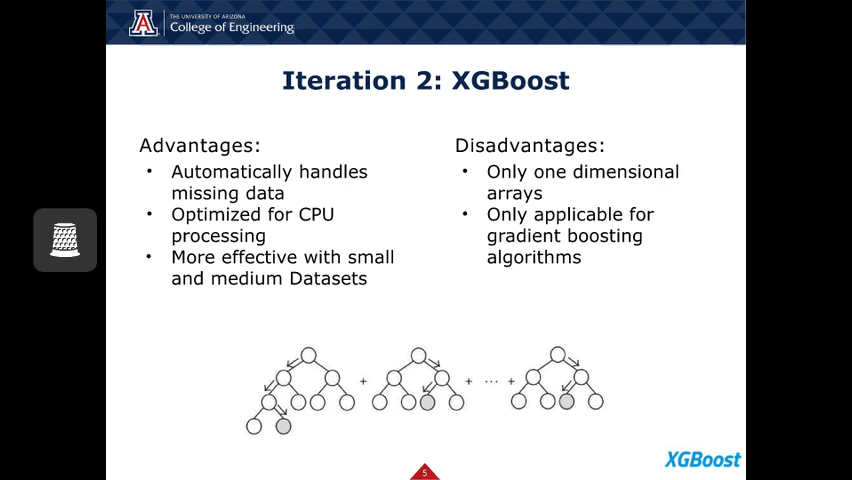 THE UNIVERSITY OF ARIZONA
College of Engineering
Iteration 2: XGBoost
Advantages:
• Automatically handles
missing data
• Optimized for CPU
processing
• More effective with small
and medium Datasets
Disadvantages:
• Only one dimensional
arrays
• Only applicable for
gradient boosting
algorithms
+ + ... +
5
XGBoost